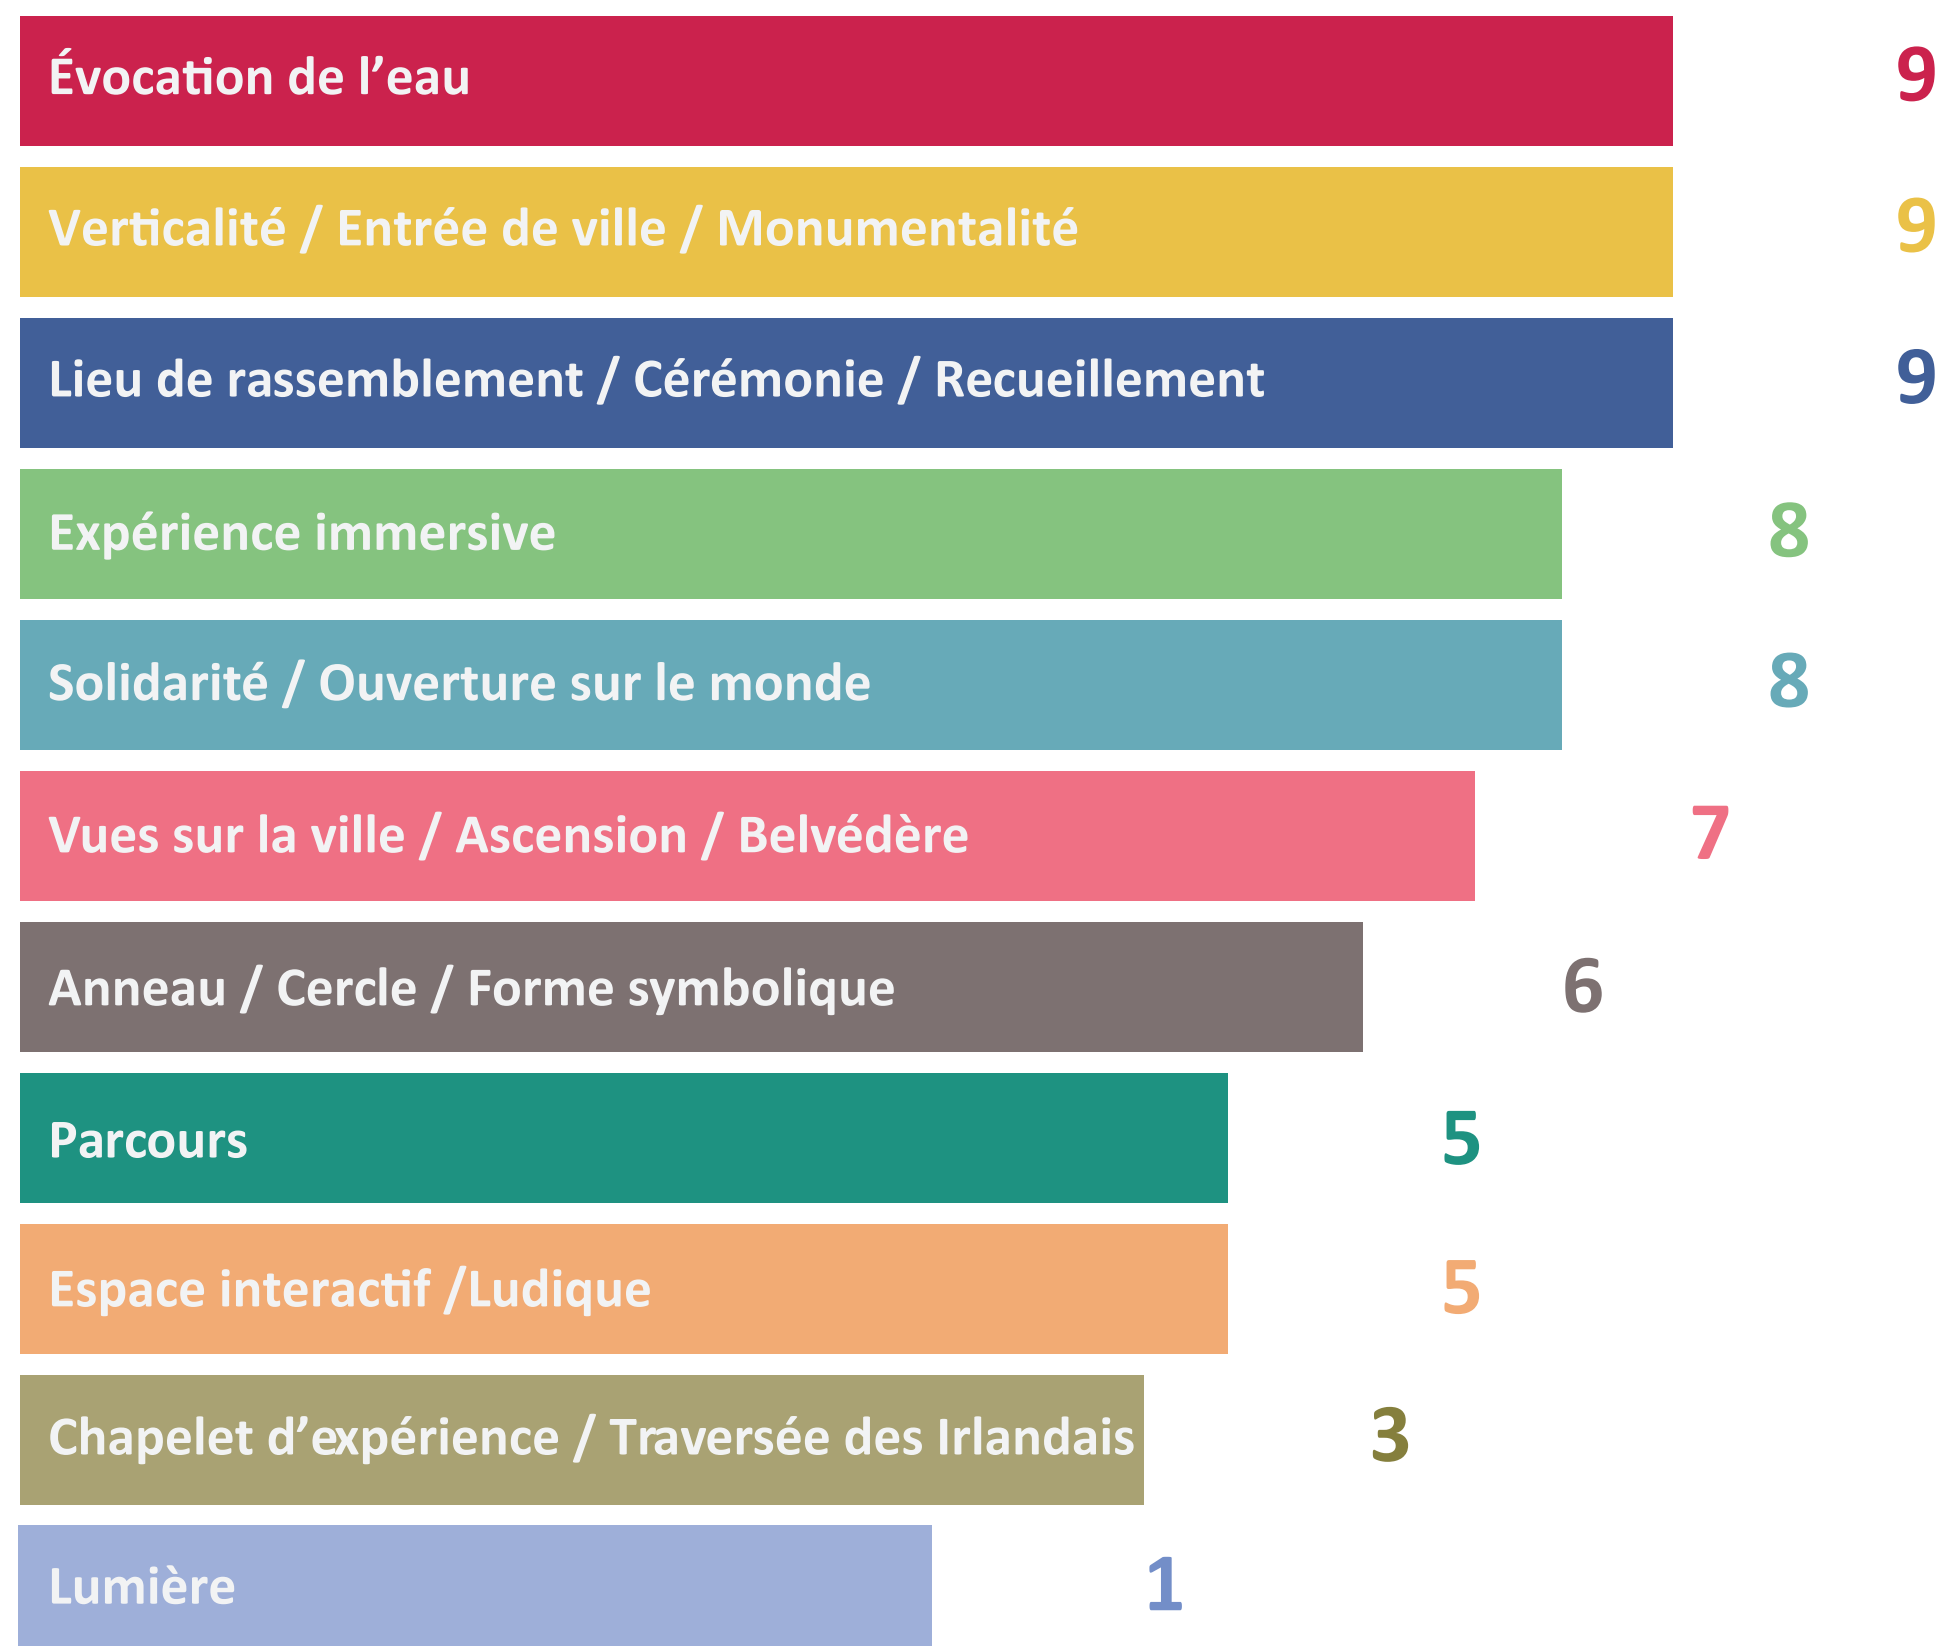 Évocation de l’eau 9
Verticalité / Entrée de ville / Monumentalité 9
Lieu de rassemblement / Cérémonie / Recueillement 9
Expérience immersive 8
Solidarité / Ouverture sur le monde 8
Vues sur la ville / Ascension / Belvédère 7
Anneau / Cercle / Forme symbolique 6
Parcours 5
Espace interactif /Ludique 5
Chapelet d’expérience / Traversée des Irlandais 3
Lumière 1